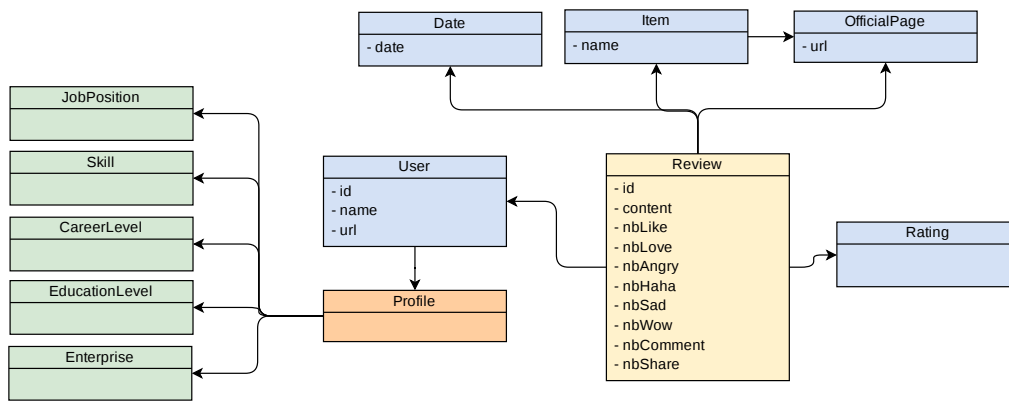 Date
- date
Item
- name
OfficialPage
- url
JobPosition
Skill
CareerLevel
EducationLevel
Enterprise
User
- id
- name
- url
Profile
Review
- id
- content
- nbLike
- nbLove
- nbAngry
- nbHaha
- nbSad
- nbWow
- nbComment
- nbShare
Rating